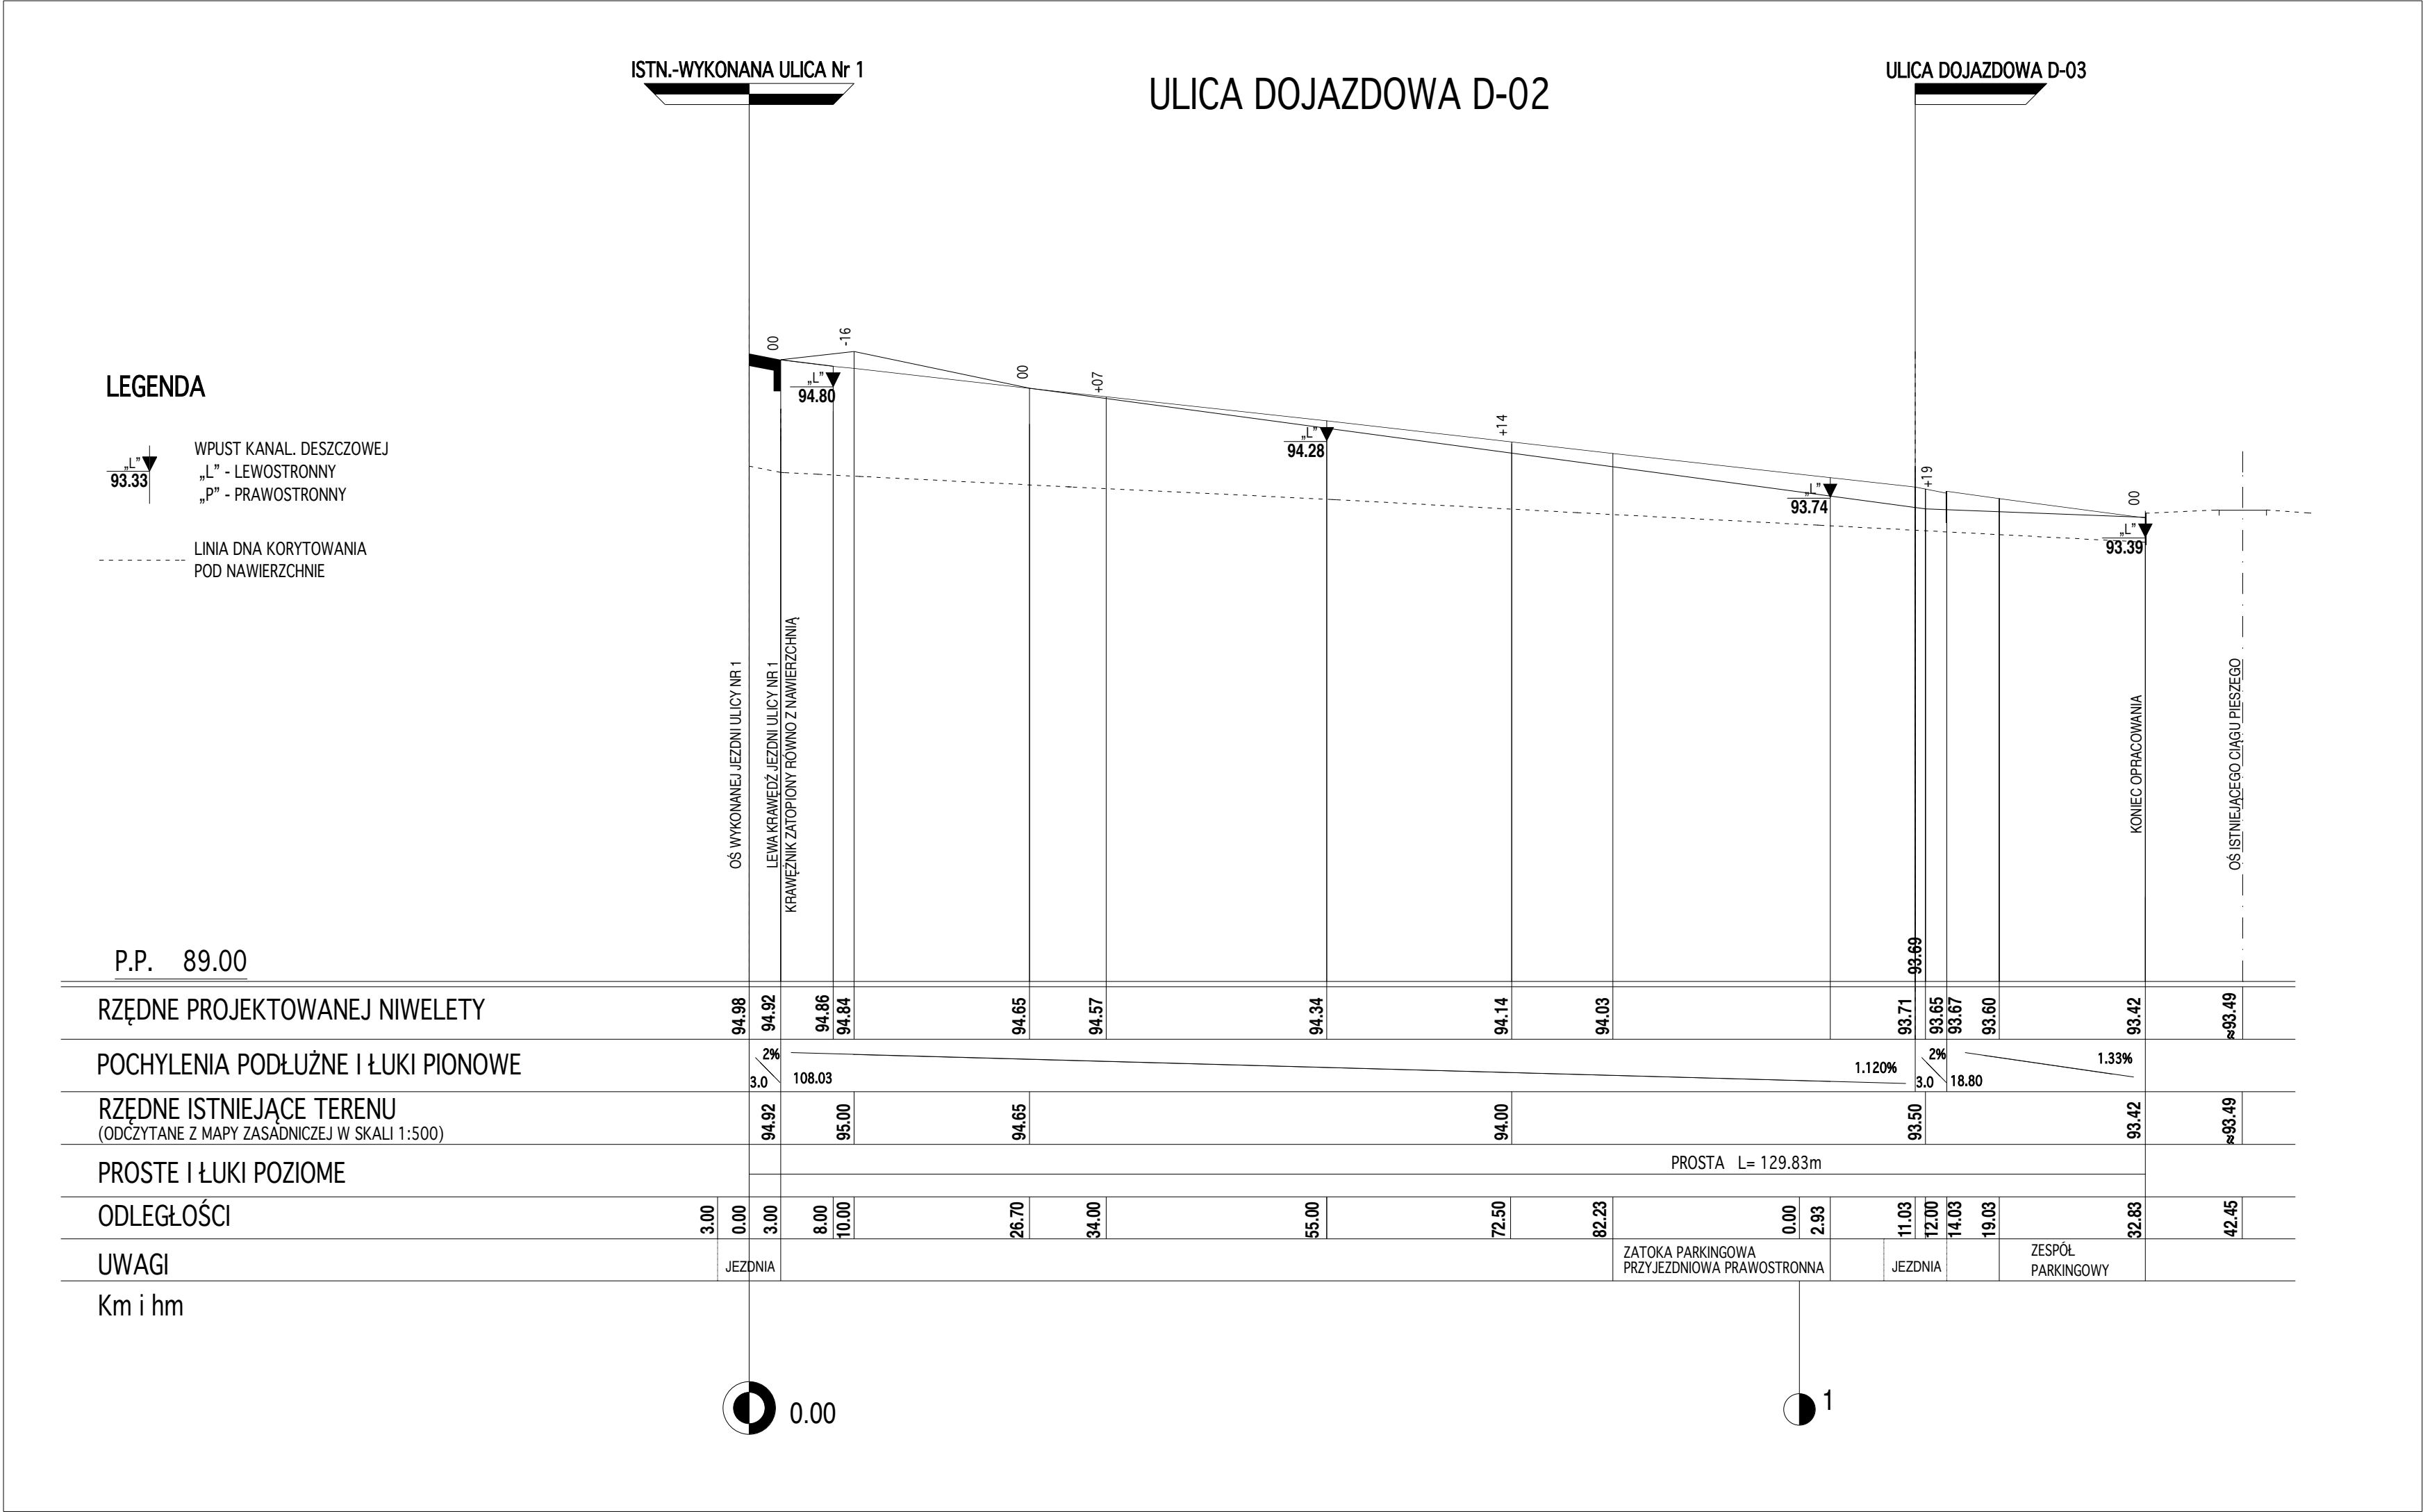 ISTN.-WYKONANA ULICA Nr 1
ULICA DOJAZDOWA D-02
ULICA DOJAZDOWA D-03
00
-16
00
+07
+14
+19
00
„L”
94.80
„L”
94.28
„L”
93.74
„L”
93.39
LEGENDA
„L”
93.33
WPUST KANAL. DESZCZOWEJ
„L” - LEWOSTRONNY
„P” - PRAWOSTRONNY
LINIA DNA KORYTOWANIA
POD NAWIERZCHNIE
OŚ WYKONANEJ JEZDNI ULICY NR 1
LEWA KRAWĘDŹ JEZDNI ULICY NR 1
KRAWĘŻNIK ZATOPIONY RÓWNO Z NAWIERZCHNIĄ
KONIEC OPRACOWANIA
OŚ ISTNIEJĄCEGO CIĄGU PIESZEGO
P.P. 89.00
93.69
RZĘDNE PROJEKTOWANEJ NIWELETY
94.98 94.92 94.86 94.84 94.65 94.57 94.34 94.14 94.03 93.71 93.65 93.67 93.60 93.42 ≈93.49
POCHYLENIA PODŁUŻNE I ŁUKI PIONOWE
2% 3.0 108.03 1.120% 2% 3.0 18.80 1.33%
RZĘDNE ISTNIEJĄCE TERENU
(ODCZYTANE Z MAPY ZASADNICZEJ W SKALI 1:500)
94.92 95.00 94.65 94.00 93.50 93.42 ≈93.49
PROSTE I ŁUKI POZIOME
PROSTA L= 129.83m
ODLEGŁOŚCI
3.00 0.00 3.00 8.00 10.00 26.70 34.00 55.00 72.50 82.23 0.00 2.93 11.03 12.00 14.03 19.03 32.83 42.45
UWAGI
JEZDNIA
ZATOKA PARKINGOWA
PRZYJEZDNIOWA PRAWOSTRONNA
JEZDNIA
ZESPÓŁ
PARKINGOWY
Km i hm
0.00
1